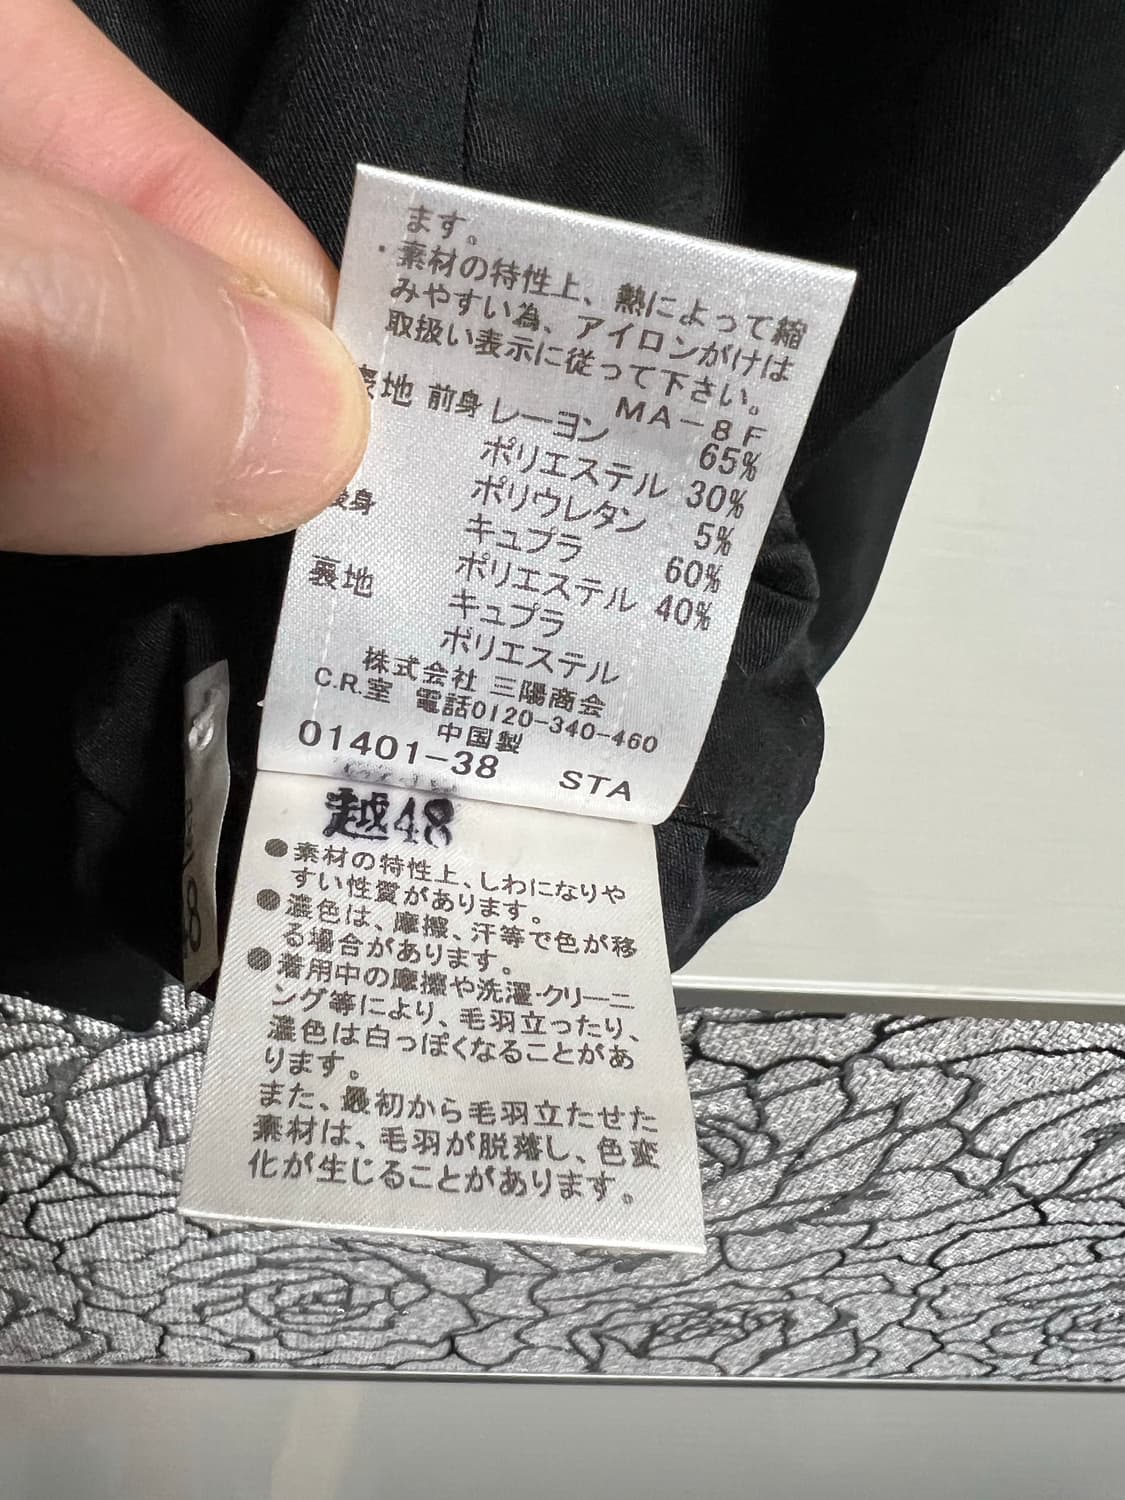 ます。
・素材の特性上、熱によって縮
みやすい為、アイロンがけは
取扱い表示に従って下さい。
MA-8F
表地 前身 レーヨン 65%
ポリエステル 30%
ポリウレタン 5%
後身 キュプラ 60%
ポリエステル 40%
裏地 キュプラ
ポリエステル
株式会社 三陽商会
C.R.室 電話0120-340-460
中国製
01401-38 STA
越48
●素材の特性上、しわになりや
すい性質があります。
●濃色は、摩擦、汗等で色が移
る場合があります。
●着用中の摩擦や洗濯・クリーニ
ング等により、毛羽立ったり、
濃色は白っぽくなることがあ
ります。
また、最初から毛羽立たせた
素材は、毛羽が脱落し、色変
化が生じることがあります。